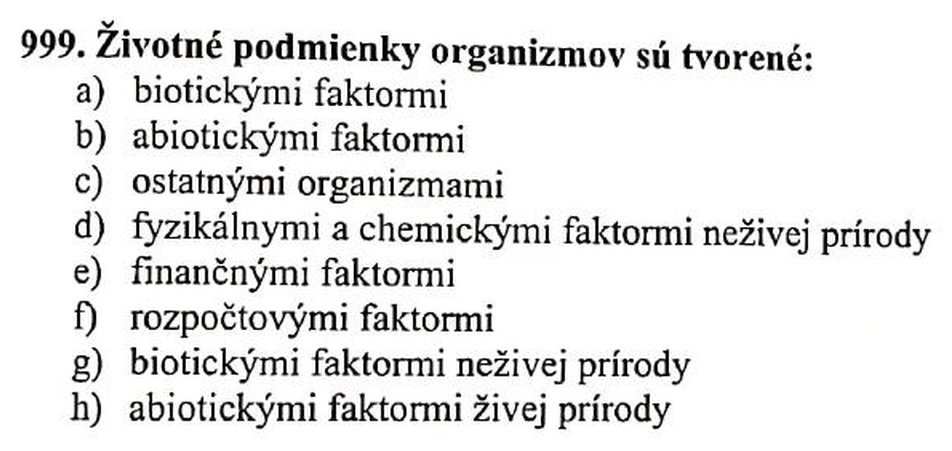 999. Životné podmienky organizmov sú tvorené:
a) biotickými faktormi
b) abiotickými faktormi
c) ostatnými organizmami
d) fyzikálnymi a chemickými faktormi neživej prírody
e) finančnými faktormi
f) rozpočtovými faktormi
g) biotickými faktormi neživej prírody
h) abiotickými faktormi živej prírody